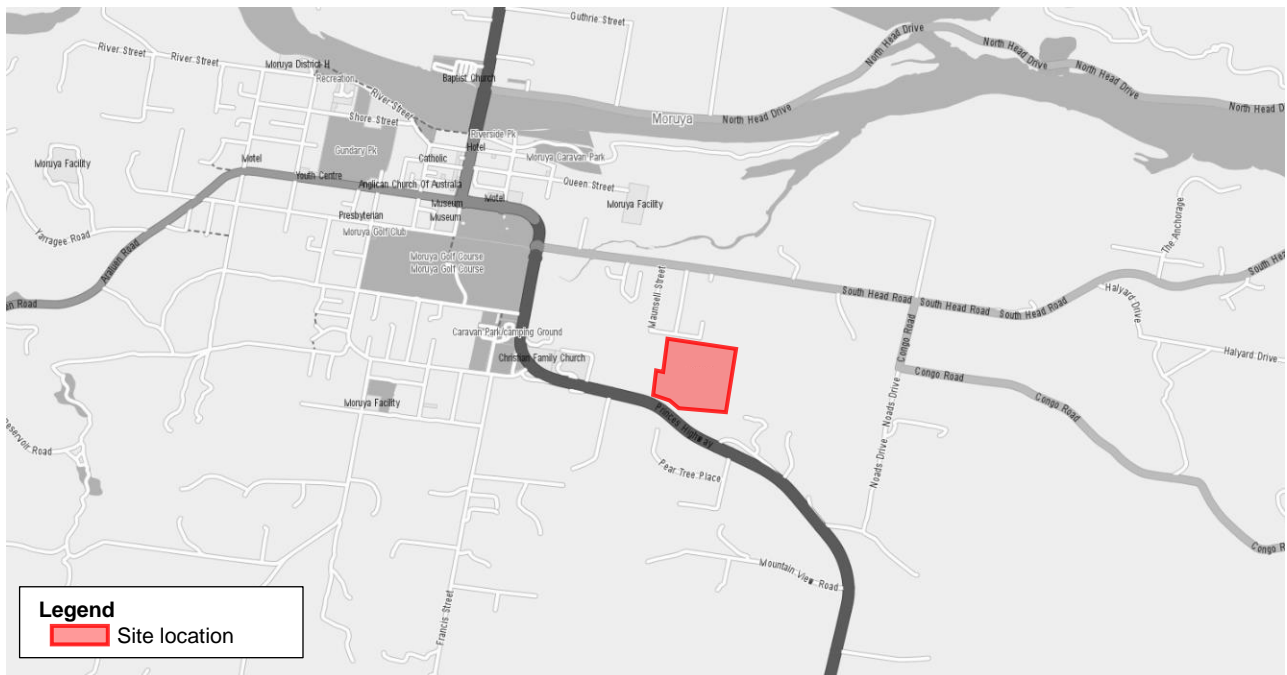 Guthrie Street
River Street
River Street
Moruya District H
Recreation
Baptist Church
North Head Drive
North Head Drive
North Head Drive
North Head D
River Street
Shore Street
Moruya
North Head Drive
Riverside Pk
Hotel
Gundary Pk
Moruya Facility
Motel
Catholic
Moruya Caravan Park
Youth Centre
Anglican Church Of Australia
Queen Street
Museum
Motel
Moruya Facility
Presbyterian
Museum
Yarragee Road
Moruya Golf Club
The Anchorage
Araluen Road
Moruya Golf Course
Moruya Golf Course
South Head
an Road
Maunsell Street
South Head Road
South Head Road
South Head Road
Halyard Drive
Caravan Park/camping Ground
Congo Road
Halyard Drive
Christian Family Church
Congo Road
Moruya Facility
Princes Highway
Noads Drive
Congo Road
Reservoir Road
Pear Tree Place
Noads Drive
Congo R
Mountain View Road
Francis Street
Legend
Site location